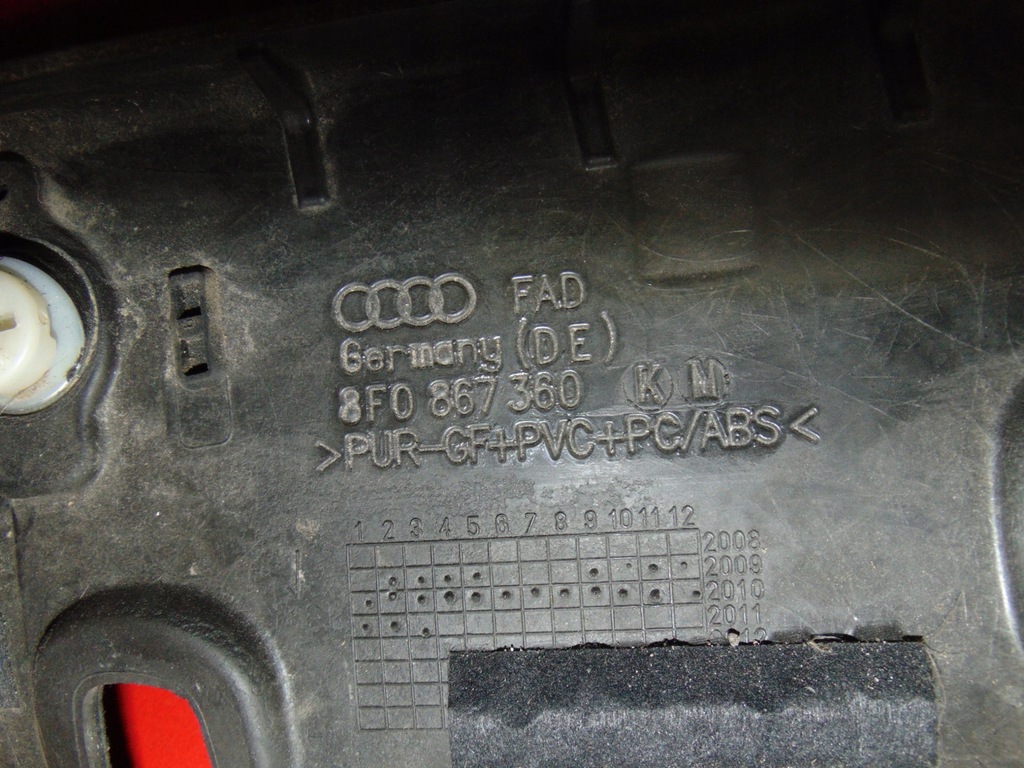 FAD
Germany (D.E)
8F0 867 360 K M
>PUR-GF+PVC+PC/ABS<
1 2 3 4 5 6 7 8 9 10 11 12
2008
2009
2010
2011